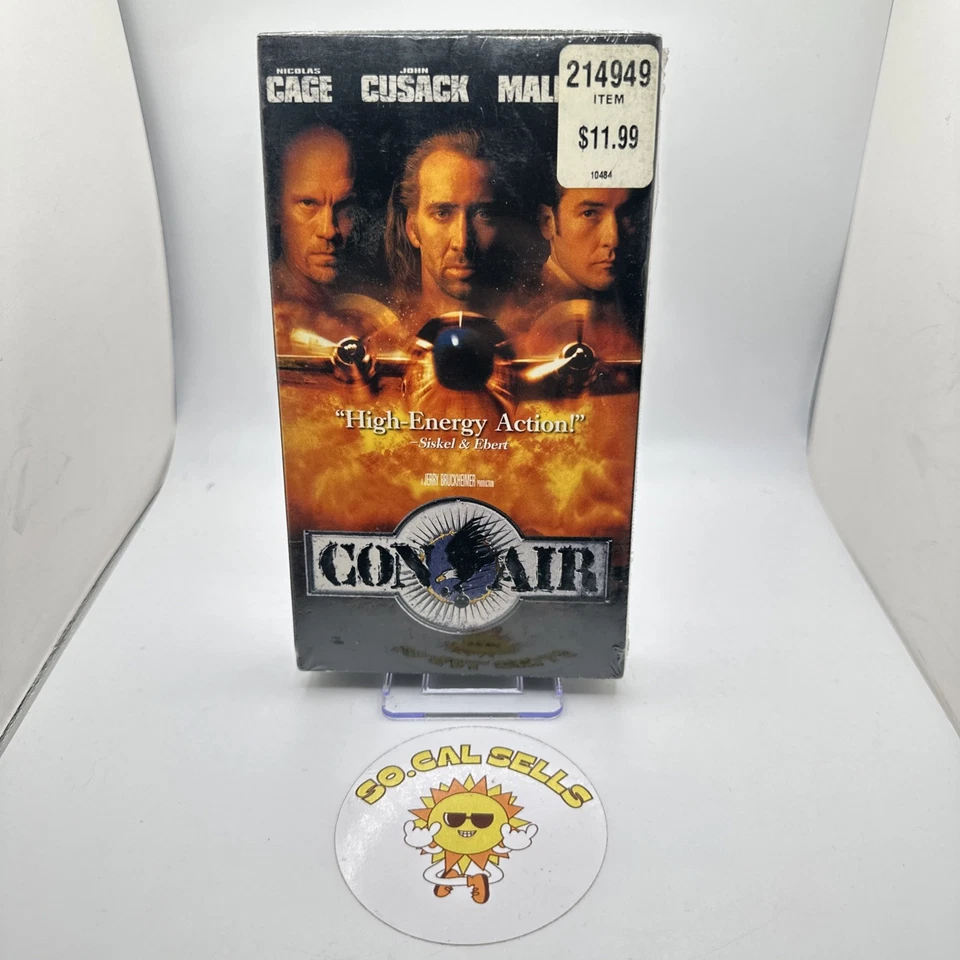 NICOLAS JOHN
CAGE CUSACK MAL
214949
ITEM
$11.99
10484
“High-Energy Action!”
–Siskel & Ebert
A JERRY BRUCKHEIMER PRODUCTION
CON AIR
SO.CAL SELLS